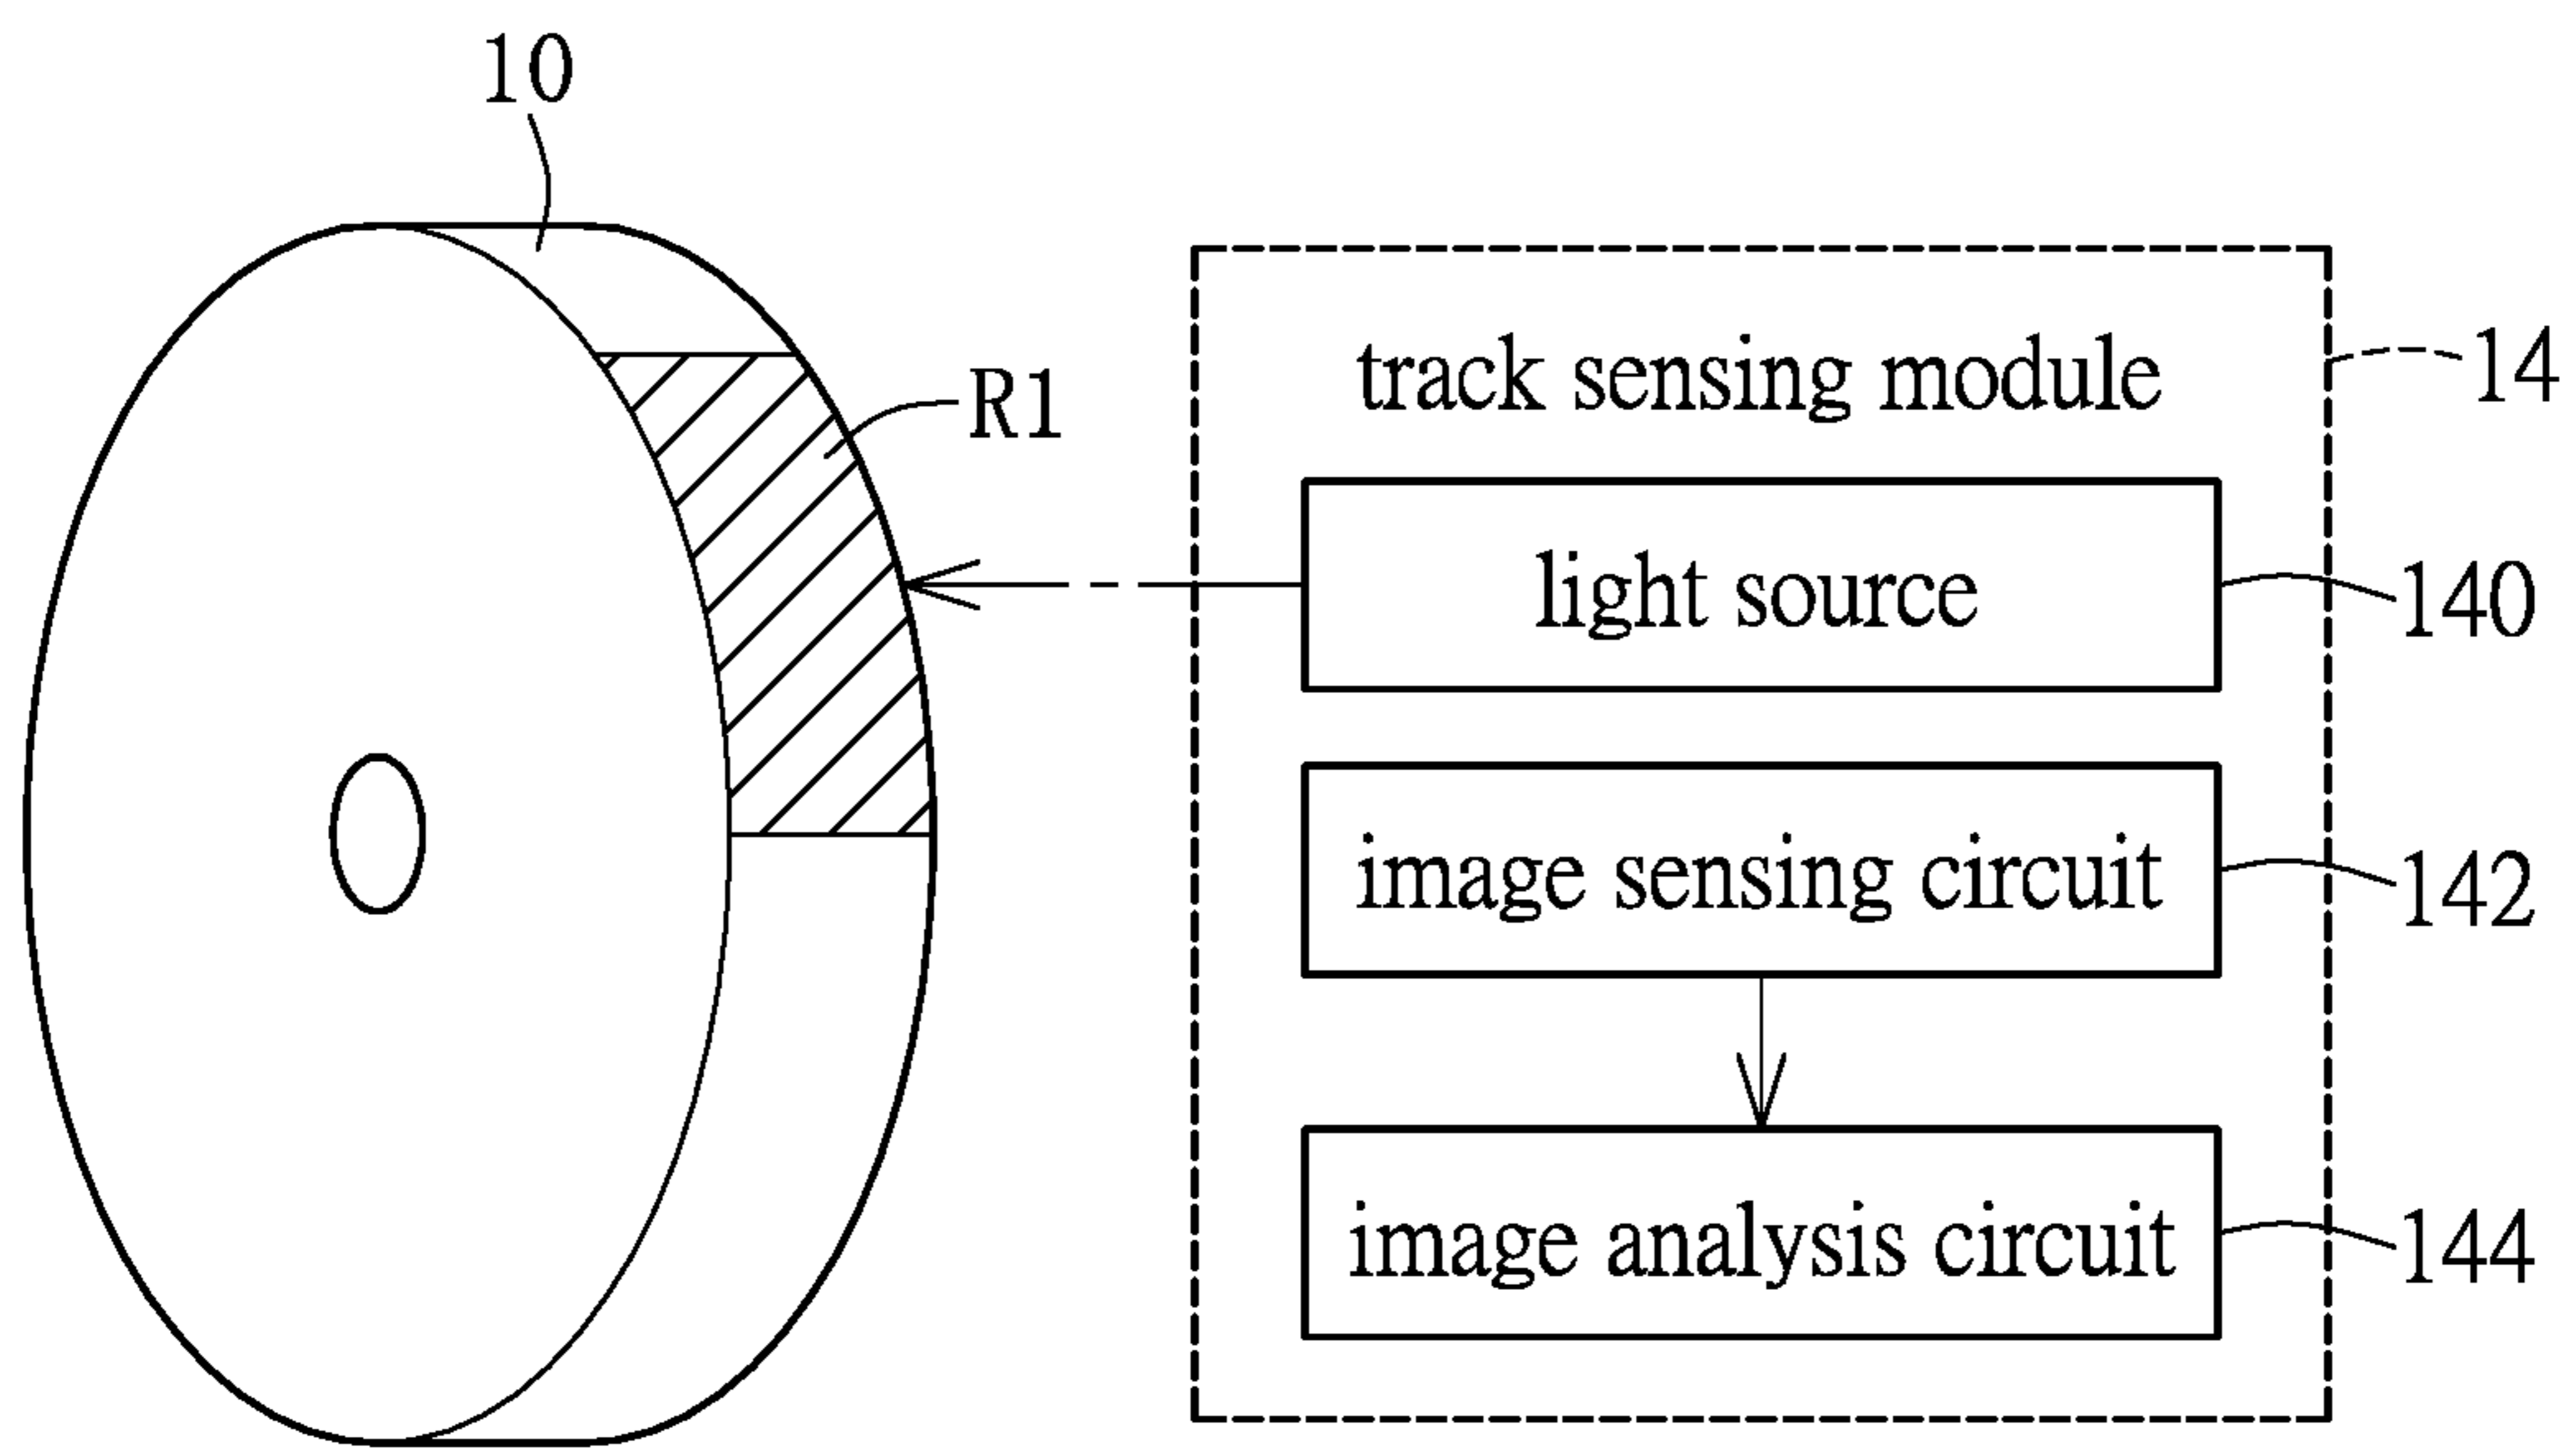 10
R1
track sensing module
14
light source
140
image sensing circuit
142
image analysis circuit
144